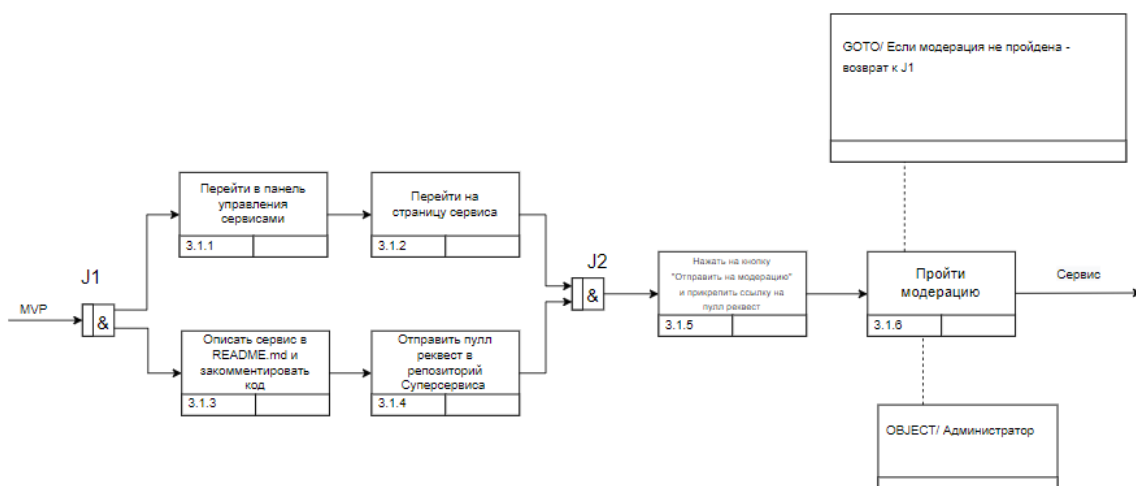 GOTO/ Если модерация не пройдена -
возврат к J1
Перейти в панель
управления
сервисами
3.1.1
Перейти на
страницу сервиса
3.1.2
J1
&
MVP
Описать сервис в
README.md и
закомментировать
код
3.1.3
Отправить пулл
реквест в
репозиторий
Суперсервиса
3.1.4
J2
&
Нажать на кнопку
"Отправить на модерацию"
и прикрепить ссылку на
пулл реквест
3.1.5
Пройти
модерацию
3.1.6
Сервис
OBJECT/ Администратор